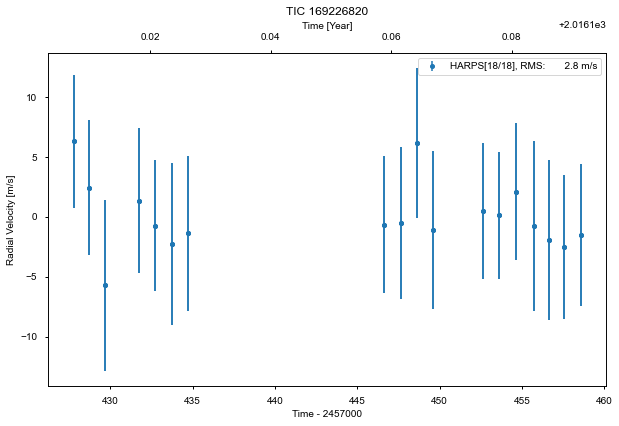 TIC 169226820
Time [Year]
+2.0161e3
0.02 0.04 0.06 0.08
HARPS[18/18], RMS: 2.8 m/s
10
5
0
−5
−10
Radial Velocity [m/s]
430 435 440 445 450 455 460
Time - 2457000